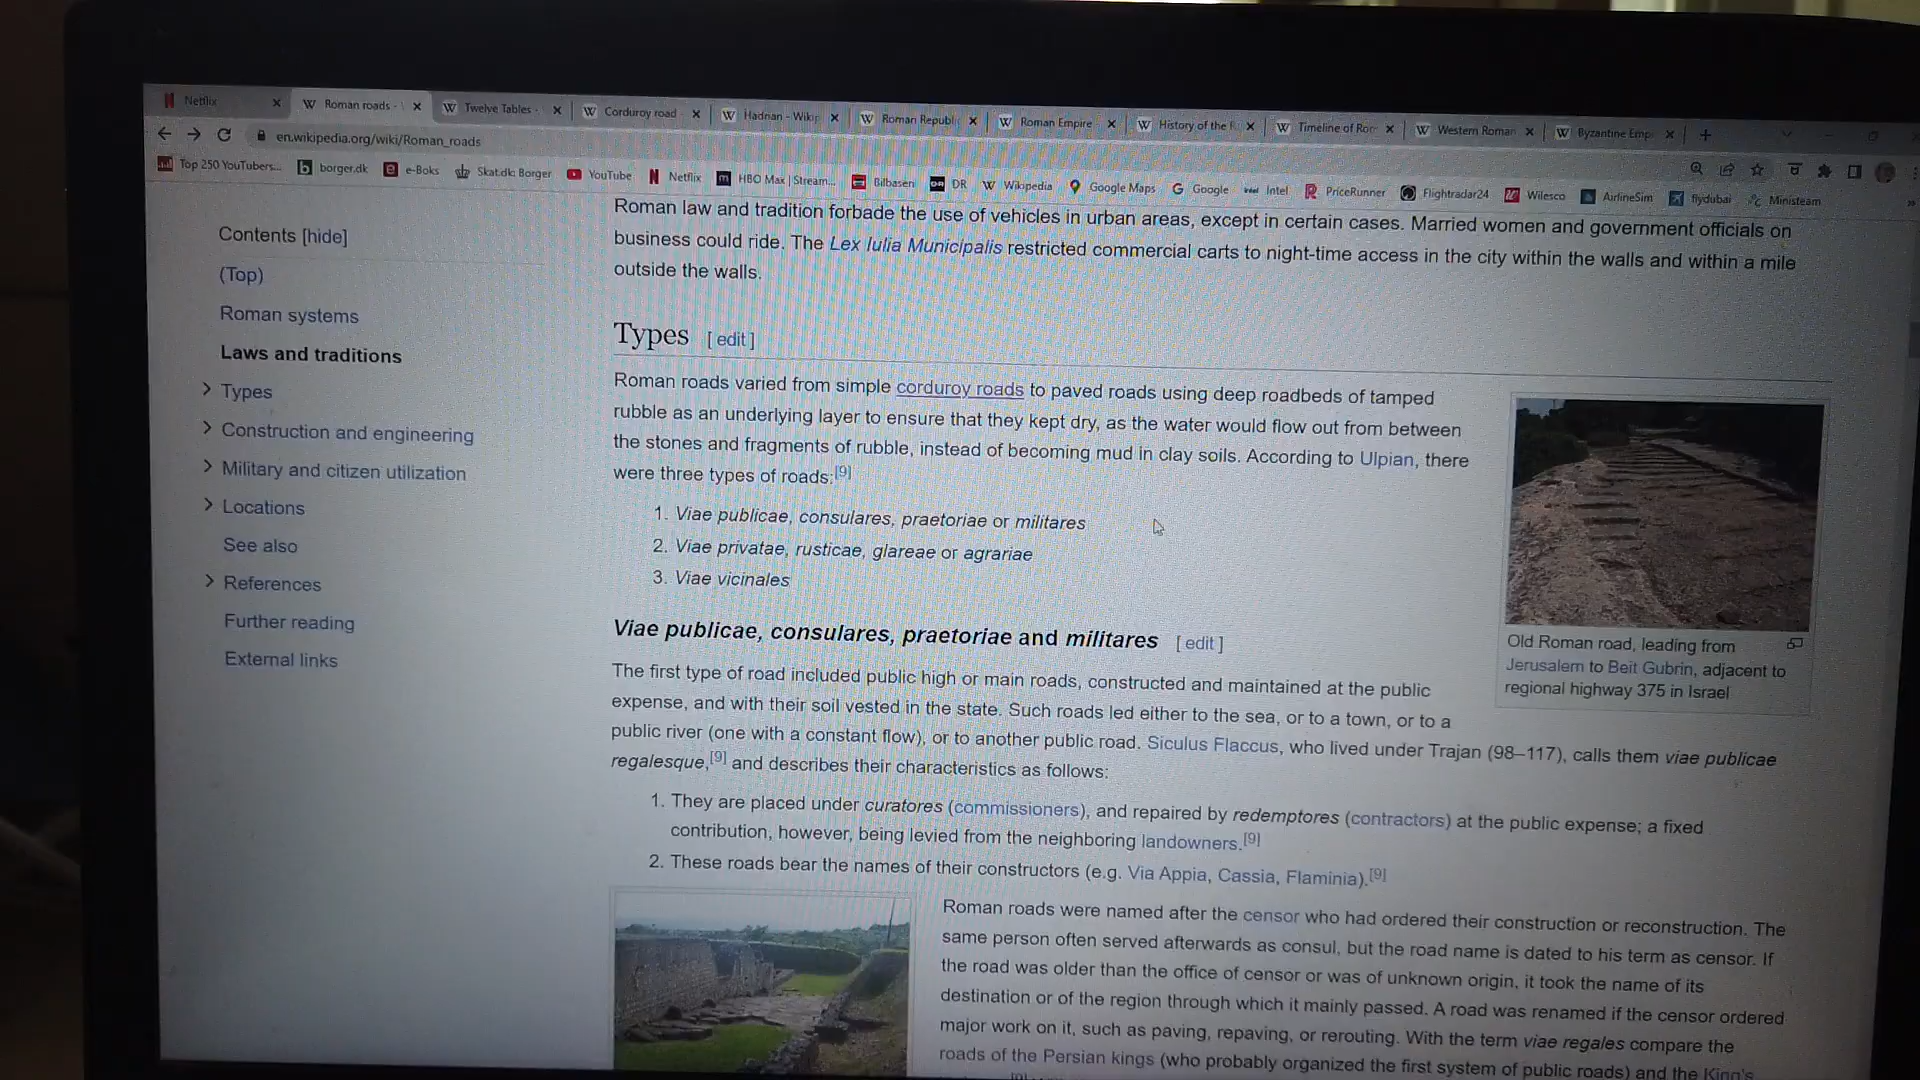 Netflix
Roman roads -
Twelve Tables -
Corduroy road
Hadrian - Wikip
Roman Republi
Roman Empire
History of the R
Timeline of Rom
Western Roman
Byzantine Emp
en.wikipedia.org/wiki/Roman_roads
Top 250 YouTubers...
borger.dk
e-Boks
Skat.dk: Borger
YouTube
Netflix
HBO Max | Stream...
Bilbasen
DR
Wikipedia
Google Maps
Google
Intel
PriceRunner
Flightradar24
Wilesco
AirlineSim
flydubai
Ministeam
Contents [hide]
(Top)
Roman systems
Laws and traditions
Types
Construction and engineering
Military and citizen utilization
Locations
See also
References
Further reading
External links
Roman law and tradition forbade the use of vehicles in urban areas, except in certain cases. Married women and government officials on
business could ride. The Lex Iulia Municipalis restricted commercial carts to night-time access in the city within the walls and within a mile
outside the walls.
Types [ edit ]
Roman roads varied from simple corduroy roads to paved roads using deep roadbeds of tamped
rubble as an underlying layer to ensure that they kept dry, as the water would flow out from between
the stones and fragments of rubble, instead of becoming mud in clay soils. According to Ulpian, there
were three types of roads:[9]
1. Viae publicae, consulares, praetoriae or militares
2. Viae privatae, rusticae, glareae or agrariae
3. Viae vicinales
Old Roman road, leading from
Jerusalem to Beit Gubrin, adjacent to
regional highway 375 in Israel
Viae publicae, consulares, praetoriae and militares [ edit ]
The first type of road included public high or main roads, constructed and maintained at the public
expense, and with their soil vested in the state. Such roads led either to the sea, or to a town, or to a
public river (one with a constant flow), or to another public road. Siculus Flaccus, who lived under Trajan (98–117), calls them viae publicae
regalesque,[9] and describes their characteristics as follows:
1. They are placed under curatores (commissioners), and repaired by redemptores (contractors) at the public expense; a fixed
contribution, however, being levied from the neighboring landowners.[9]
2. These roads bear the names of their constructors (e.g. Via Appia, Cassia, Flaminia).[9]
Roman roads were named after the censor who had ordered their construction or reconstruction. The
same person often served afterwards as consul, but the road name is dated to his term as censor. If
the road was older than the office of censor or was of unknown origin, it took the name of its
destination or of the region through which it mainly passed. A road was renamed if the censor ordered
major work on it, such as paving, repaving, or rerouting. With the term viae regales compare the
roads of the Persian kings (who probably organized the first system of public roads) and the King's